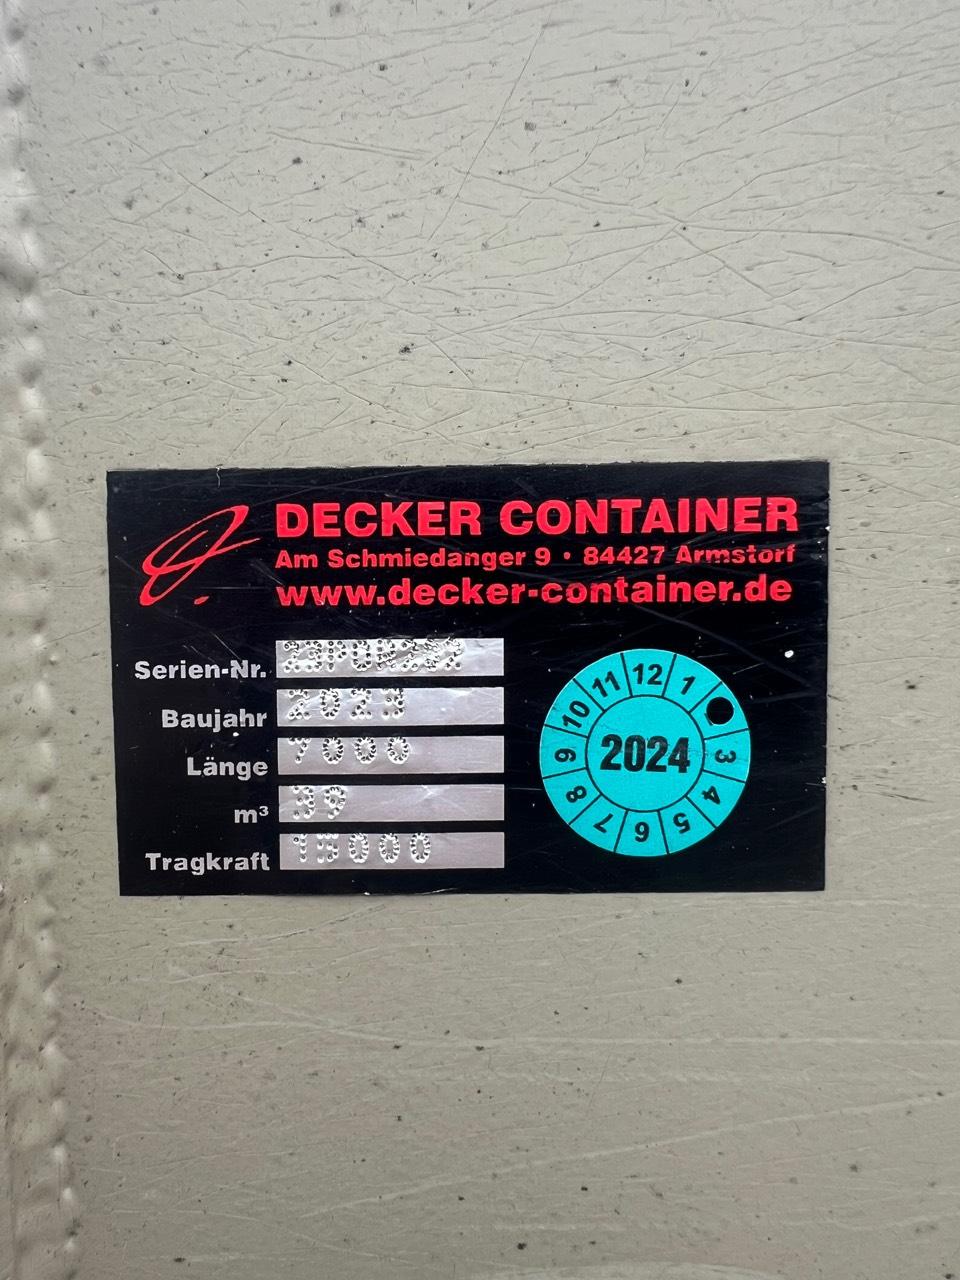 DECKER CONTAINER
Am Schmiedanger 9 • 84427 Armstorf
www.decker-container.de
Serien-Nr.
Baujahr 2023
Länge 7000
m³ 39
Tragkraft
12
1
3
4
5
6
7
8
9
10
11
2024